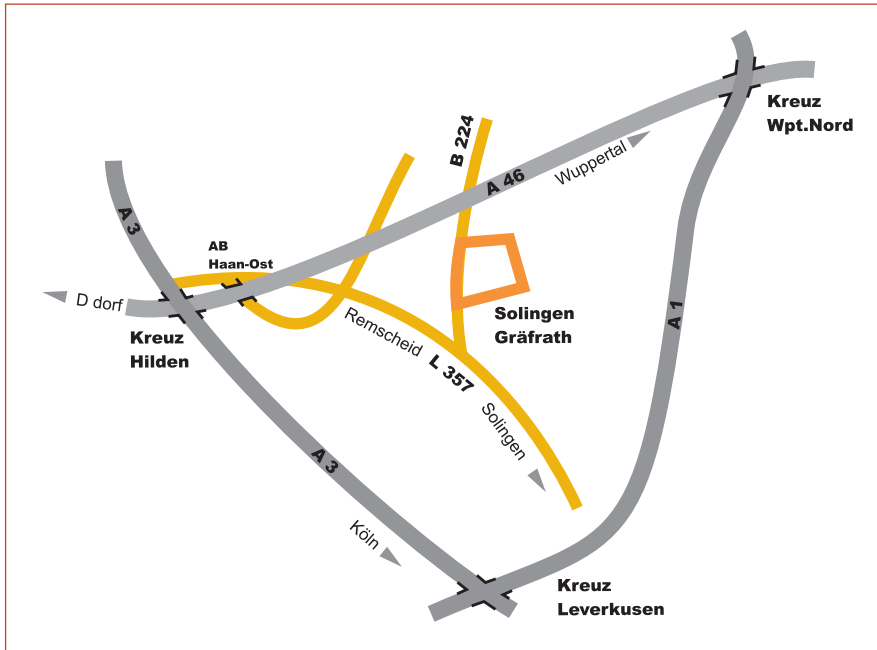 Kreuz
Wpt.Nord
B 224
Wuppertal
A 46
A 3
AB
Haan-Ost
D dorf
Kreuz
Hilden
Solingen
Gräfrath
A 1
Remscheid
L 357
Solingen
A 3
Köln
Kreuz
Leverkusen